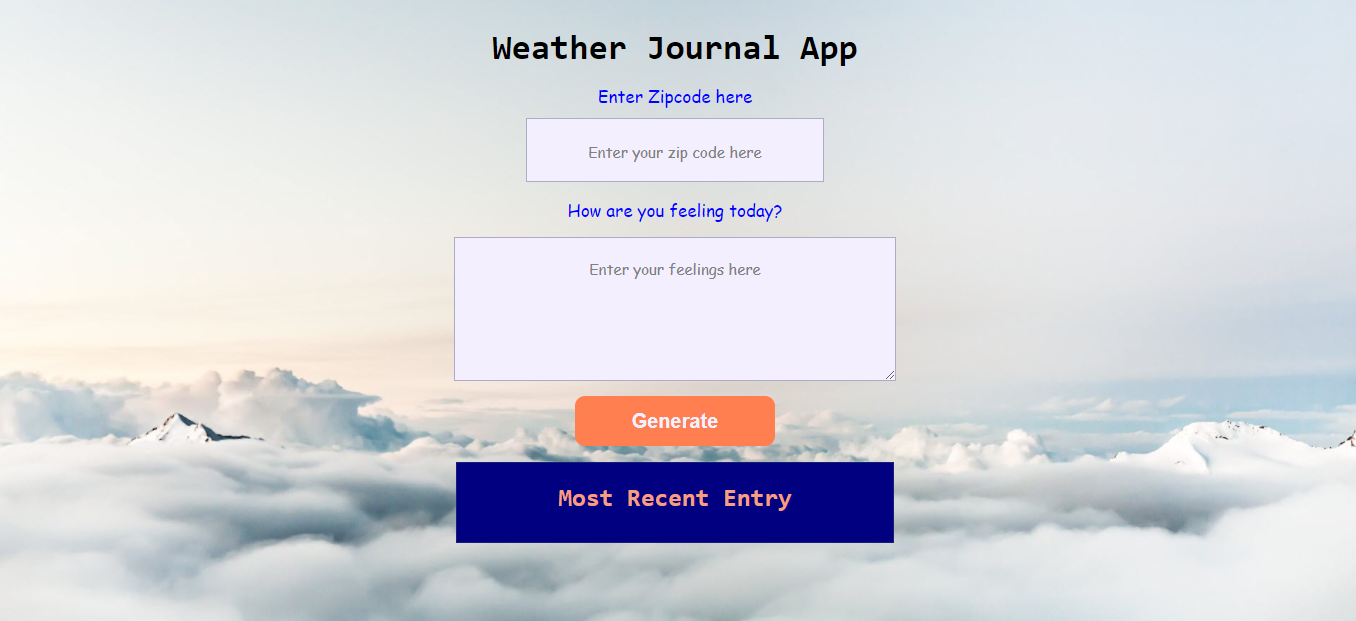 Weather Journal App
Enter Zipcode here
Enter your zip code here
How are you feeling today?
Enter your feelings here
Generate
Most Recent Entry